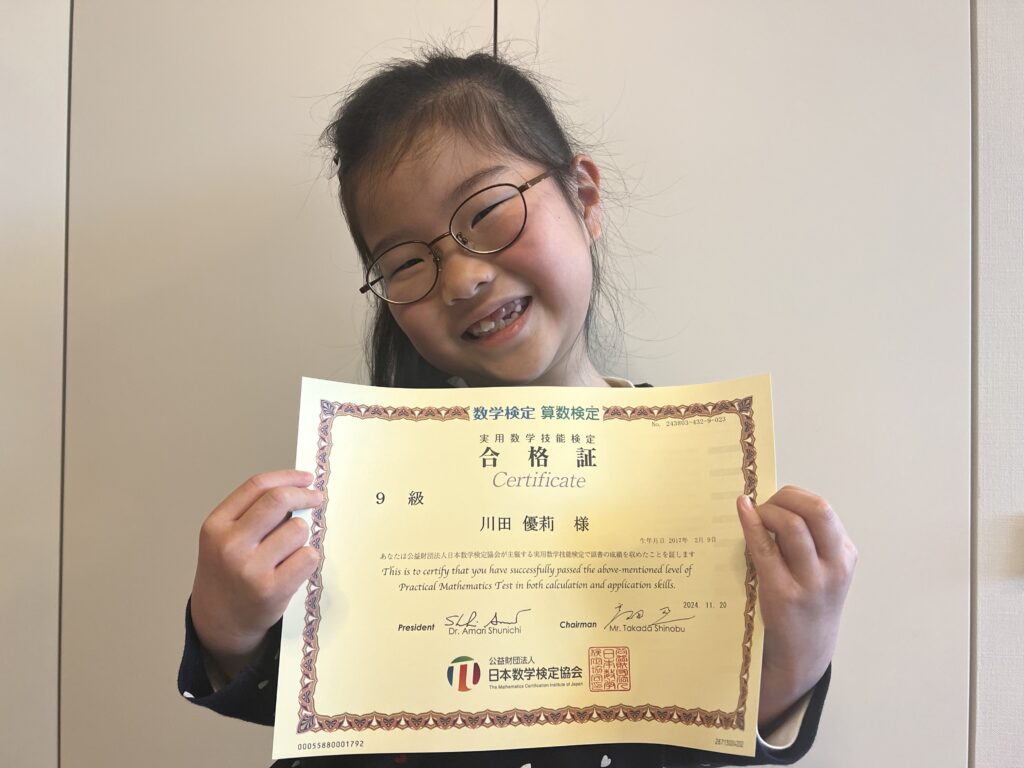 数学検定 算数検定
No. 243803-432-9-023
実用数学技能検定
合格証
Certificate
9 級
川田 優莉 様
生年月日 2017年 2月 9日
あなたは公益財団法人日本数学検定協会が主催する実用数学技能検定で頭書の成績を収めたことを証します
This is to certify that you have successfully passed the above-mentioned level of
Practical Mathematics Test in both calculation and application skills.
2024. 11. 20
President Dr. Amari Shunichi Chairman Mr. Takada Shinobu
公益財団法人
日本数学検定協会
The Mathematics Certification Institute of Japan
00055880001792